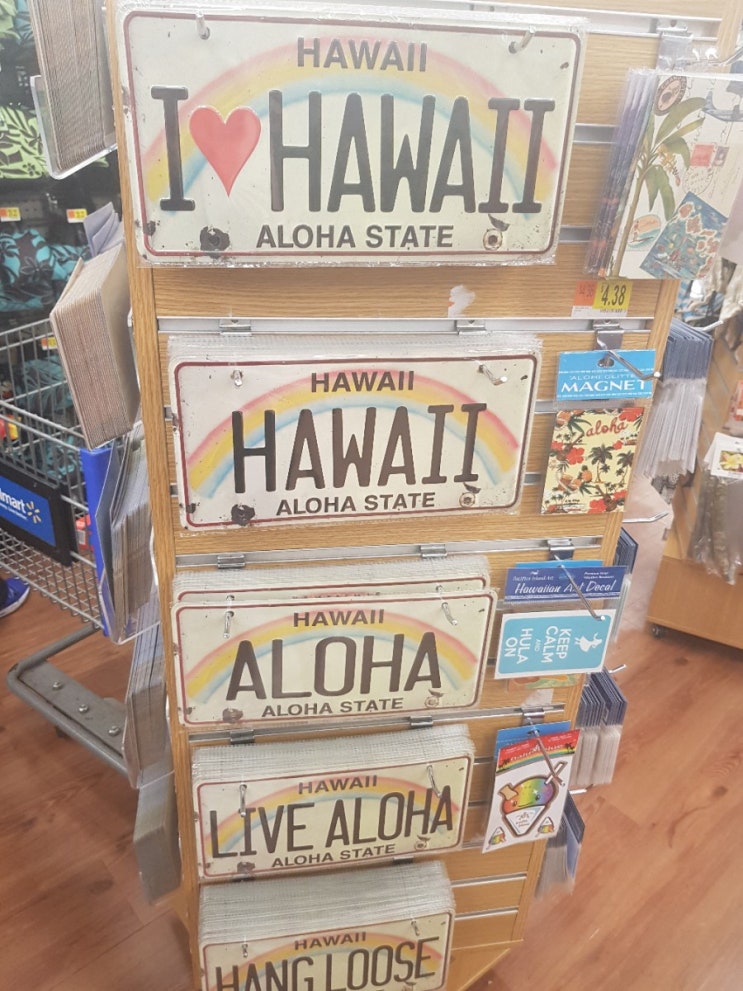 HAWAII
I ❤ HAWAII
ALOHA STATE
$4.38
HAWAII
HAWAII
ALOHA STATE
MAGNET
aloha
HAWAII
ALOHA
ALOHA STATE
Hawaiian Art Decal
KEEP
CALM
AND
HULA
ON
HAWAII
LIVE ALOHA
ALOHA STATE
HAWAII
HANG LOOSE
lmart